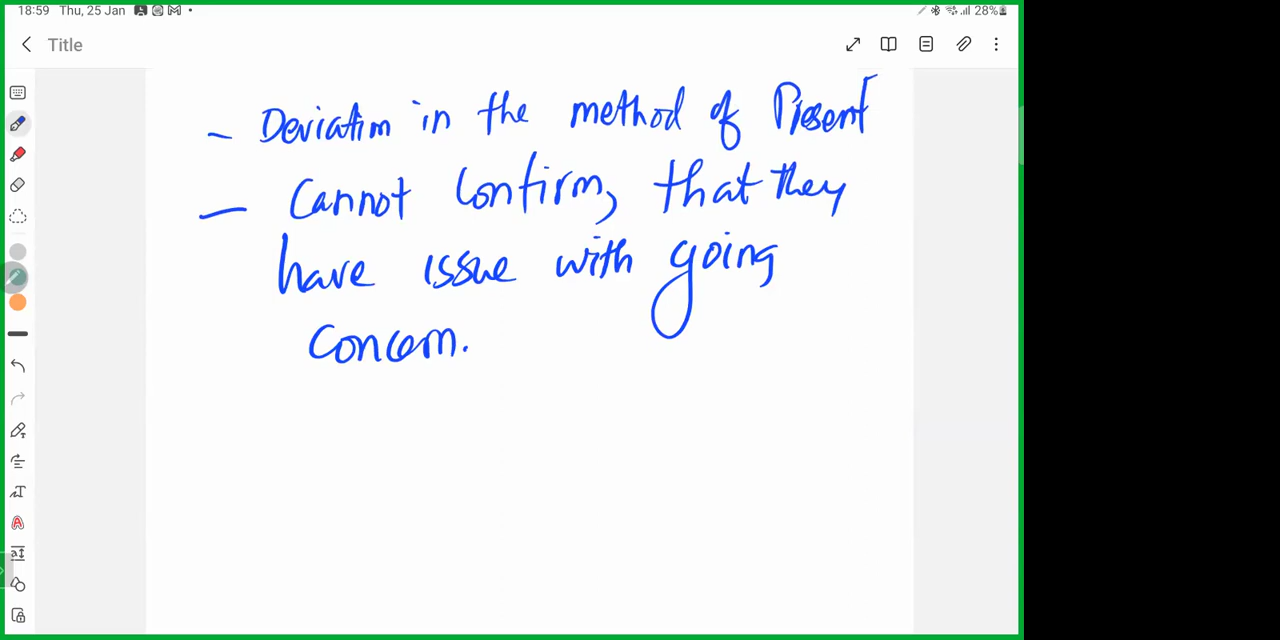 18:59 Thu, 25 Jan 28%
Title
- Deviation in the method of Present
- Cannot Confirm, that they
have issue with going
Concern.